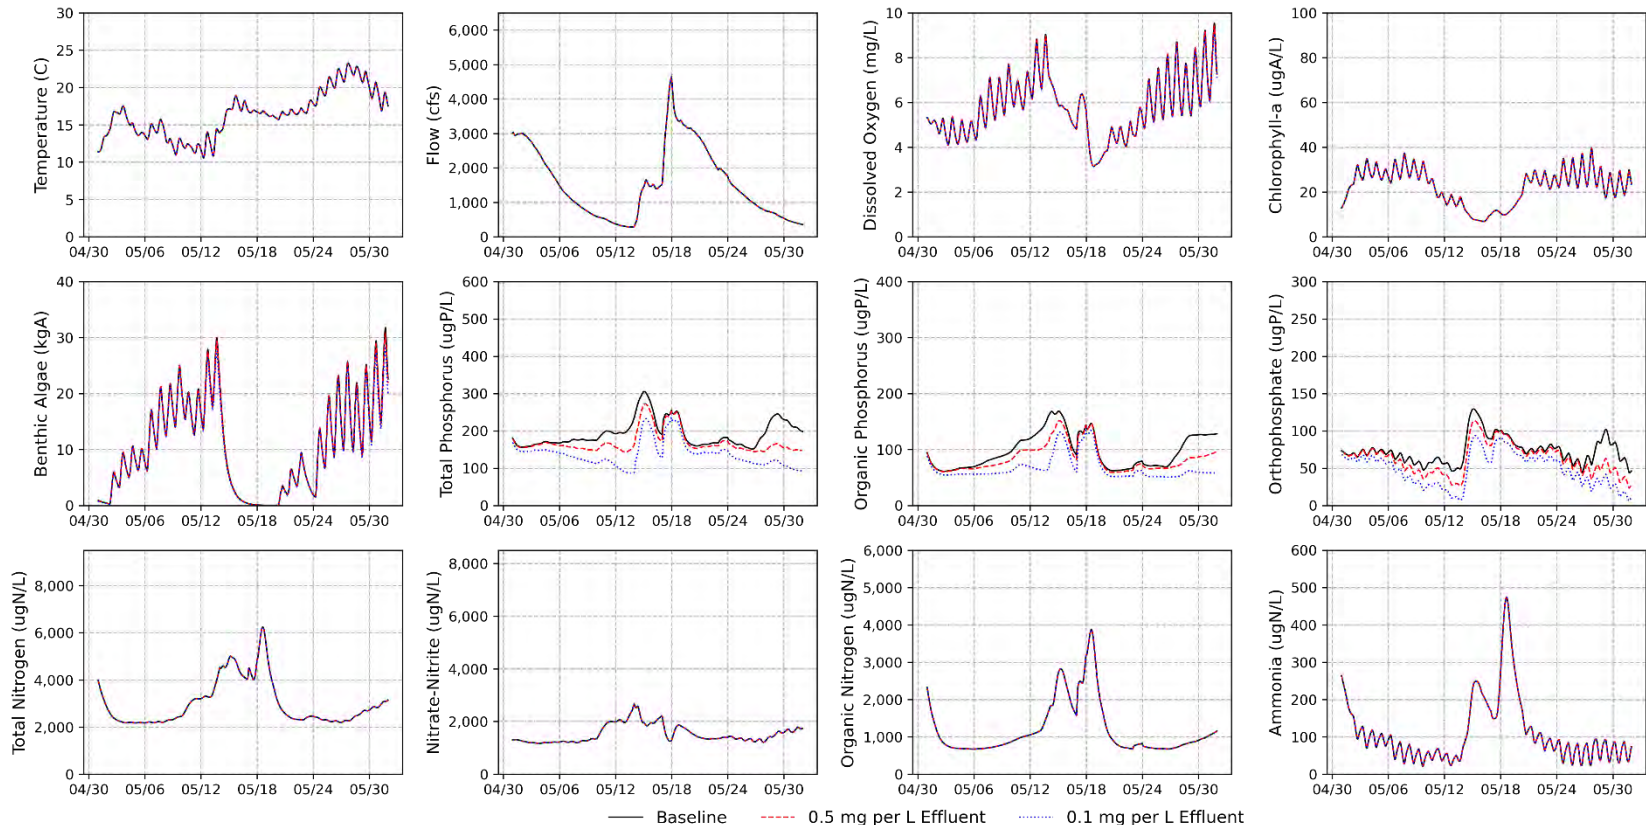 Temperature (C)
30
25
20
15
10
5
0
04/30 05/06 05/12 05/18 05/24 05/30
Flow (cfs)
6,000
5,000
4,000
3,000
2,000
1,000
0
04/30 05/06 05/12 05/18 05/24 05/30
Dissolved Oxygen (mg/L)
10
8
6
4
2
0
04/30 05/06 05/12 05/18 05/24 05/30
Chlorophyll-a (ugA/L)
100
80
60
40
20
0
04/30 05/06 05/12 05/18 05/24 05/30
Benthic Algae (kgA)
40
30
20
10
0
04/30 05/06 05/12 05/18 05/24 05/30
Total Phosphorus (ugP/L)
600
500
400
300
200
100
0
04/30 05/06 05/12 05/18 05/24 05/30
Organic Phosphorus (ugP/L)
400
300
200
100
0
04/30 05/06 05/12 05/18 05/24 05/30
Orthophosphate (ugP/L)
300
250
200
150
100
50
0
04/30 05/06 05/12 05/18 05/24 05/30
Total Nitrogen (ugN/L)
8,000
6,000
4,000
2,000
0
04/30 05/06 05/12 05/18 05/24 05/30
Nitrate-Nitrite (ugN/L)
8,000
6,000
4,000
2,000
0
04/30 05/06 05/12 05/18 05/24 05/30
Organic Nitrogen (ugN/L)
6,000
5,000
4,000
3,000
2,000
1,000
0
04/30 05/06 05/12 05/18 05/24 05/30
Ammonia (ugN/L)
600
500
400
300
200
100
0
04/30 05/06 05/12 05/18 05/24 05/30
Baseline 0.5 mg per L Effluent 0.1 mg per L Effluent